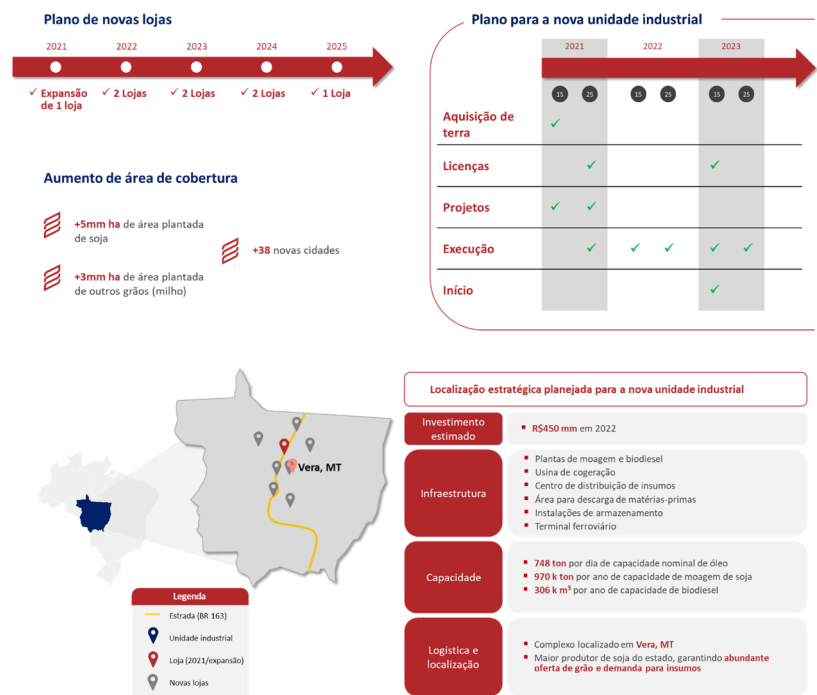 Plano de novas lojas
2021 2022 2023 2024 2025
✓ Expansão de 1 loja
✓ 2 Lojas
✓ 2 Lojas
✓ 2 Lojas
✓ 1 Loja
Aumento de área de cobertura
+5mm ha de área plantada
de soja
+3mm ha de área plantada
de outros grãos (milho)
+38 novas cidades
Plano para a nova unidade industrial
2021 2022 2023
15 25 15 25 15 25
Aquisição de
terra
Licenças
Projetos
Execução
Início
Vera, MT
Legenda
Estrada (BR 163)
Unidade industrial
Loja (2021/expansão)
Novas lojas
Localização estratégica planejada para a nova unidade industrial
Investimento
estimado
▪ R$450 mm em 2022
Infraestrutura
▪ Plantas de moagem e biodiesel
▪ Usina de cogeração
▪ Centro de distribuição de insumos
▪ Área para descarga de matérias-primas
▪ Instalações de armazenamento
▪ Terminal ferroviário
Capacidade
▪ 748 ton por dia de capacidade nominal de óleo
▪ 970 k ton por ano de capacidade de moagem de soja
▪ 306 k m³ por ano de capacidade de biodiesel
Logística e
localização
▪ Complexo localizado em Vera, MT
▪ Maior produtor de soja do estado, garantindo abundante
oferta de grão e demanda para insumos